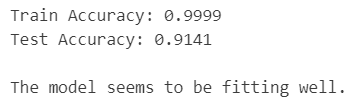 Train Accuracy: 0.9999
Test Accuracy: 0.9141
The model seems to be fitting well.